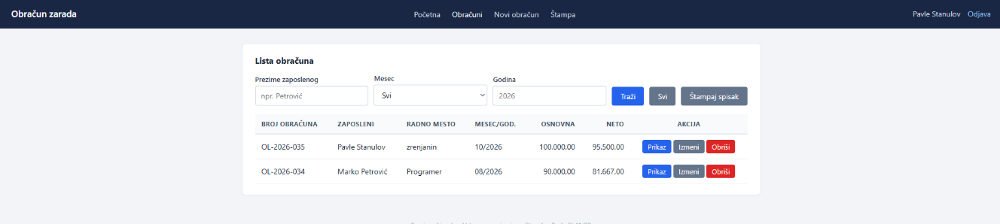 Obračun zarada Početna Obračuni Novi obračun Štampa Pavle Stanulov Odjava
Lista obračuna
Prezime zaposlenog Mesec Godina
npr. Petrović Svi 2026 Traži Svi Štampaj spisak
BROJ OBRAČUNA ZAPOSLENI RADNO MESTO MESEC/GOD. OSNOVNA NETO AKCIJA
OL-2026-035 Pavle Stanulov zrenjanin 10/2026 100.000,00 95.500,00 Prikaz Izmeni Obriši
OL-2026-034 Marko Petrović Programer 08/2026 90.000,00 81.667,00 Prikaz Izmeni Obriši